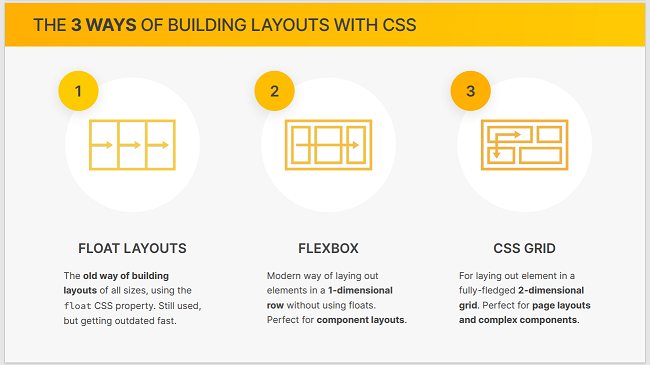 THE 3 WAYS OF BUILDING LAYOUTS WITH CSS
1
2
3
FLOAT LAYOUTS
The old way of building
layouts of all sizes, using the
float CSS property. Still used,
but getting outdated fast.
FLEXBOX
Modern way of laying out
elements in a 1-dimensional
row without using floats.
Perfect for component layouts.
CSS GRID
For laying out element in a
fully-fledged 2-dimensional
grid. Perfect for page layouts
and complex components.